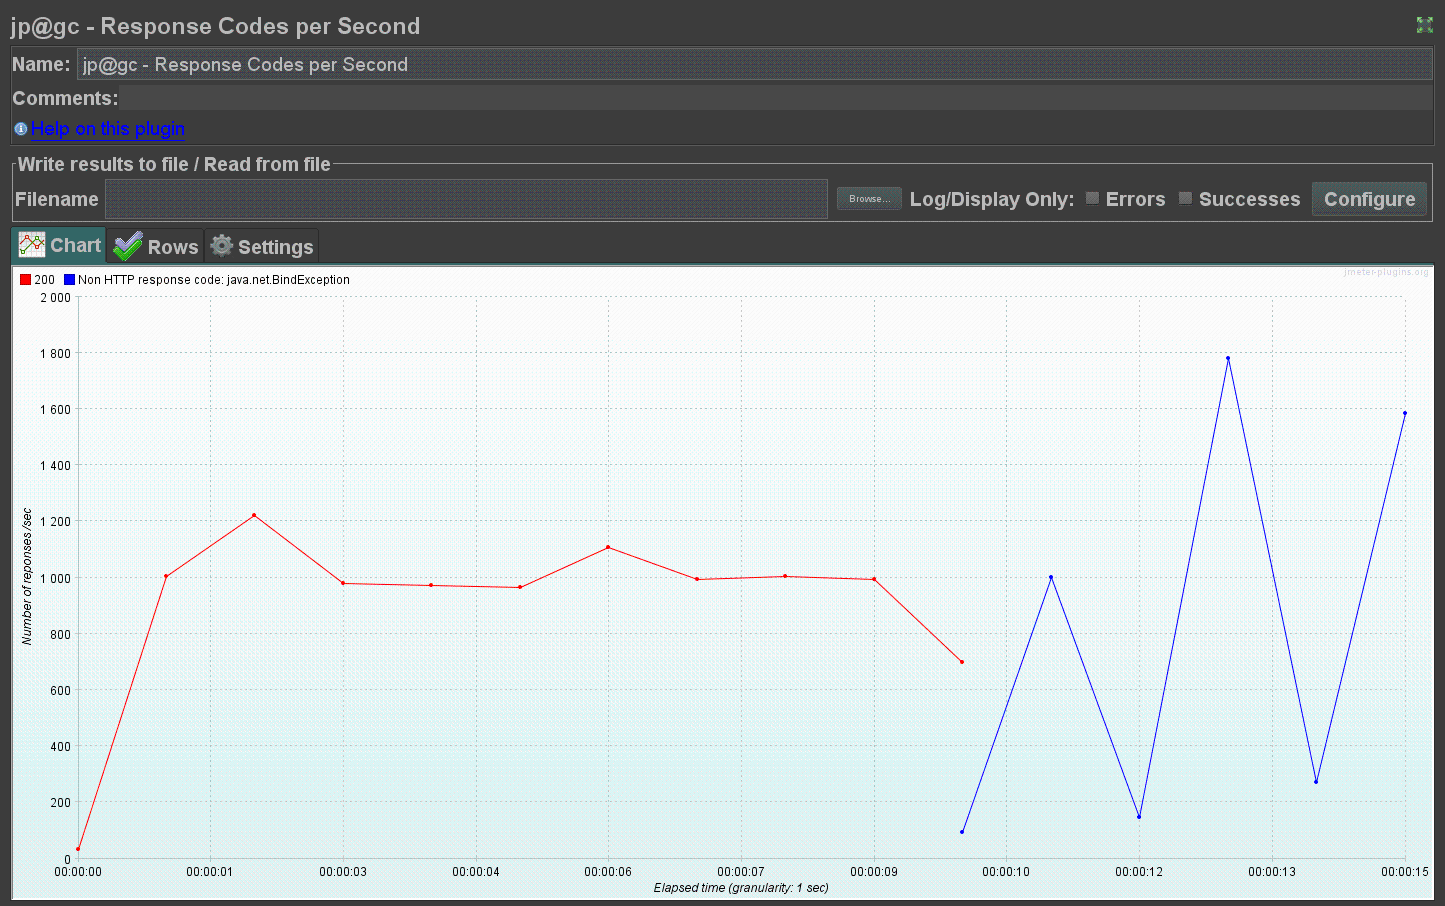 jp@gc - Response Codes per Second
Name: jp@gc - Response Codes per Second
Comments:
Help on this plugin
Write results to file / Read from file
Filename Browse... Log/Display Only: Errors Successes Configure
Chart Rows Settings
200 Non HTTP response code: java.net.BindException
jmeter-plugins.org
2 000
1 800
1 600
1 400
1 200
1 000
800
600
400
200
0
Number of reponses /sec
00:00:00 00:00:01 00:00:03 00:00:04 00:00:06 00:00:07 00:00:09 00:00:10 00:00:12 00:00:13 00:00:15
Elapsed time (granularity: 1 sec)